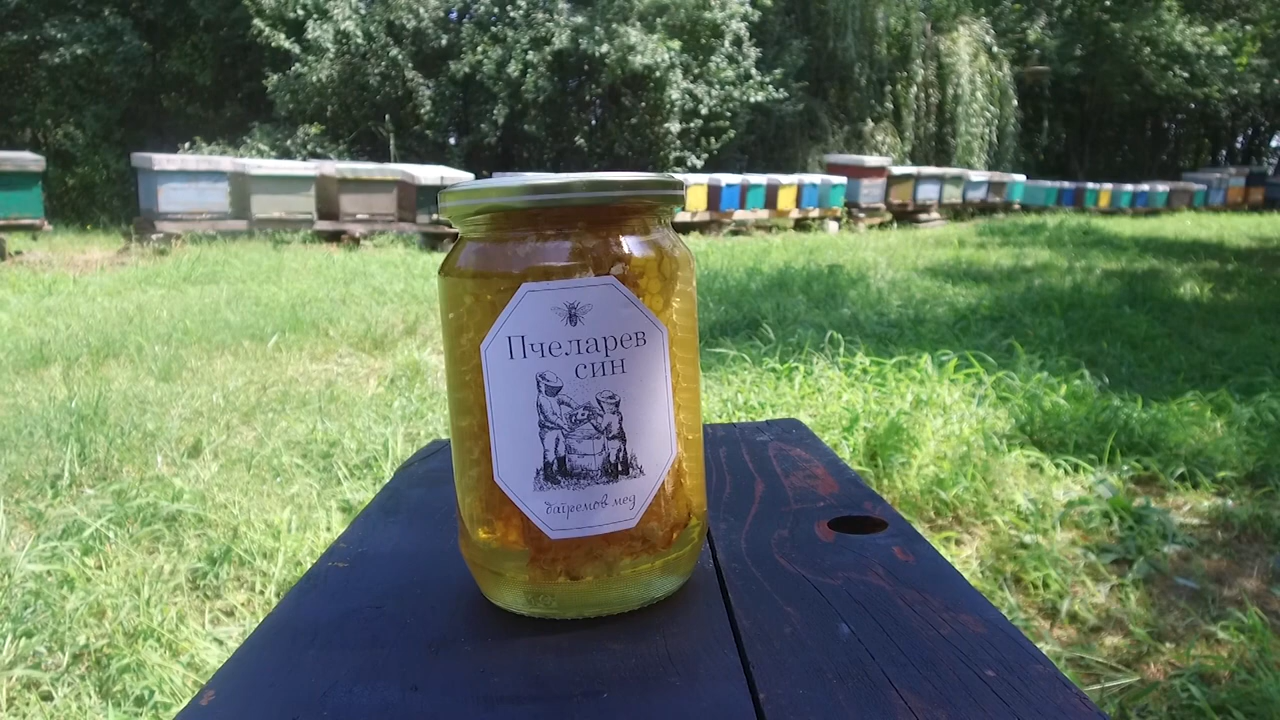 Пчеларев
син
багремов мед